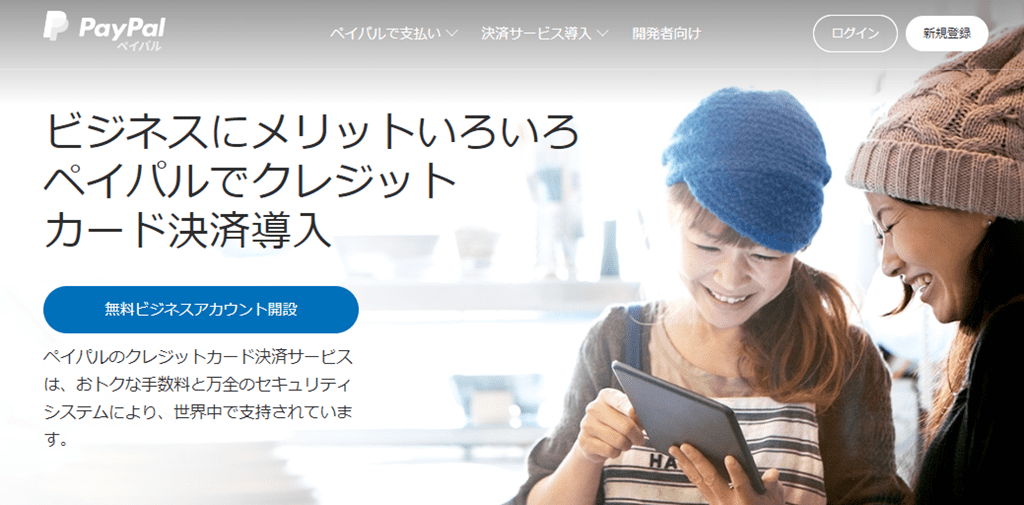 PayPal
ペイパル
ペイパルで支払い
決済サービス導入
開発者向け
ログイン
新規登録
ビジネスにメリットいろいろ
ペイパルでクレジット
カード決済導入
無料ビジネスアカウント開設
ペイパルのクレジットカード決済サービス
は、おトクな手数料と万全のセキュリティ
システムにより、世界中で支持されていま
す。
HA